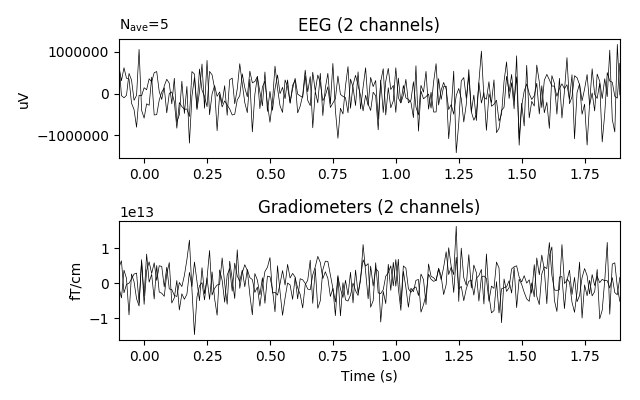 N_ave=5
EEG (2 channels)
1000000
0
−1000000
uV
0.00 0.25 0.50 0.75 1.00 1.25 1.50 1.75
1e13
Gradiometers (2 channels)
1
0
−1
fT/cm
0.00 0.25 0.50 0.75 1.00 1.25 1.50 1.75
Time (s)